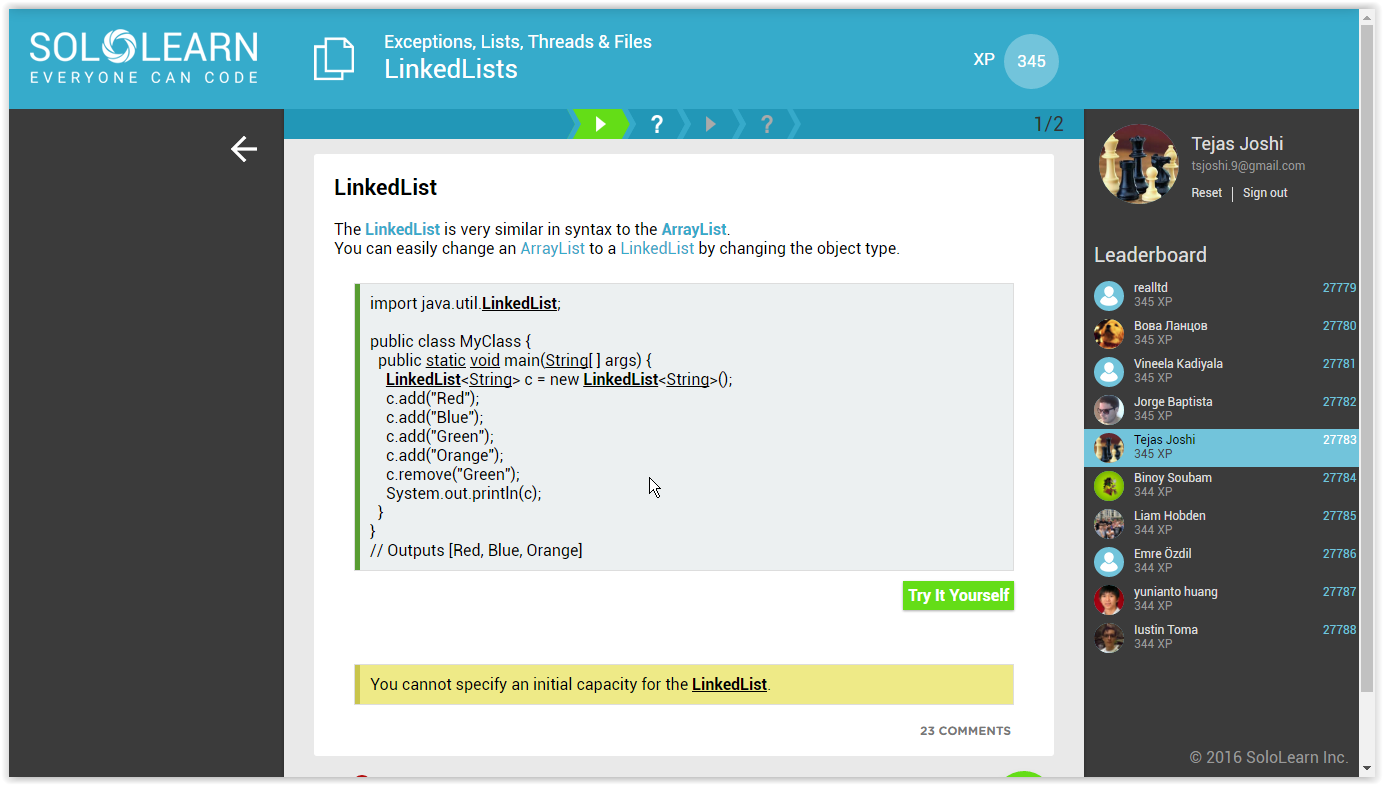 SOLOLEARN
EVERYONE CAN CODE
Exceptions, Lists, Threads & Files
LinkedLists
XP 345
? ? 1/2
LinkedList
The LinkedList is very similar in syntax to the ArrayList.
You can easily change an ArrayList to a LinkedList by changing the object type.
import java.util.LinkedList;
public class MyClass {
public static void main(String[ ] args) {
LinkedList<String> c = new LinkedList<String>();
c.add("Red");
c.add("Blue");
c.add("Green");
c.add("Orange");
c.remove("Green");
System.out.println(c);
}
}
// Outputs [Red, Blue, Orange]
Try It Yourself
You cannot specify an initial capacity for the LinkedList.
23 COMMENTS
Tejas Joshi
tsjoshi.9@gmail.com
Reset | Sign out
Leaderboard
realltd 27779
345 XP
Вова Ланцов 27780
345 XP
Vineela Kadiyala 27781
345 XP
Jorge Baptista 27782
345 XP
Tejas Joshi 27783
345 XP
Binoy Soubam 27784
344 XP
Liam Hobden 27785
344 XP
Emre Özdil 27786
344 XP
yunianto huang 27787
344 XP
Iustin Toma 27788
344 XP
© 2016 SoloLearn Inc.